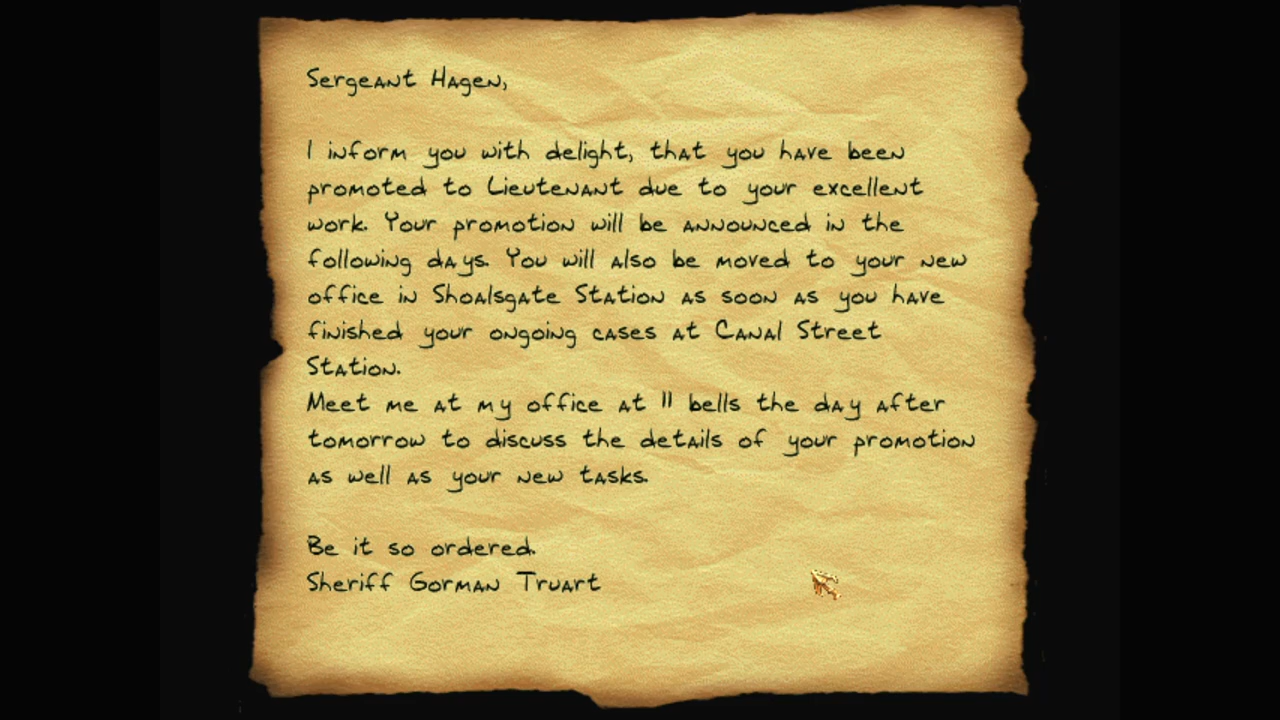 Sergeant Hagen,
I inform you with delight, that you have been
promoted to Lieutenant due to your excellent
work. Your promotion will be announced in the
following days. You will also be moved to your new
office in Shoalsgate Station as soon as you have
finished your ongoing cases at Canal Street
Station.
Meet me at my office at 11 bells the day after
tomorrow to discuss the details of your promotion
as well as your new tasks.
Be it so ordered.
Sheriff Gorman Truart